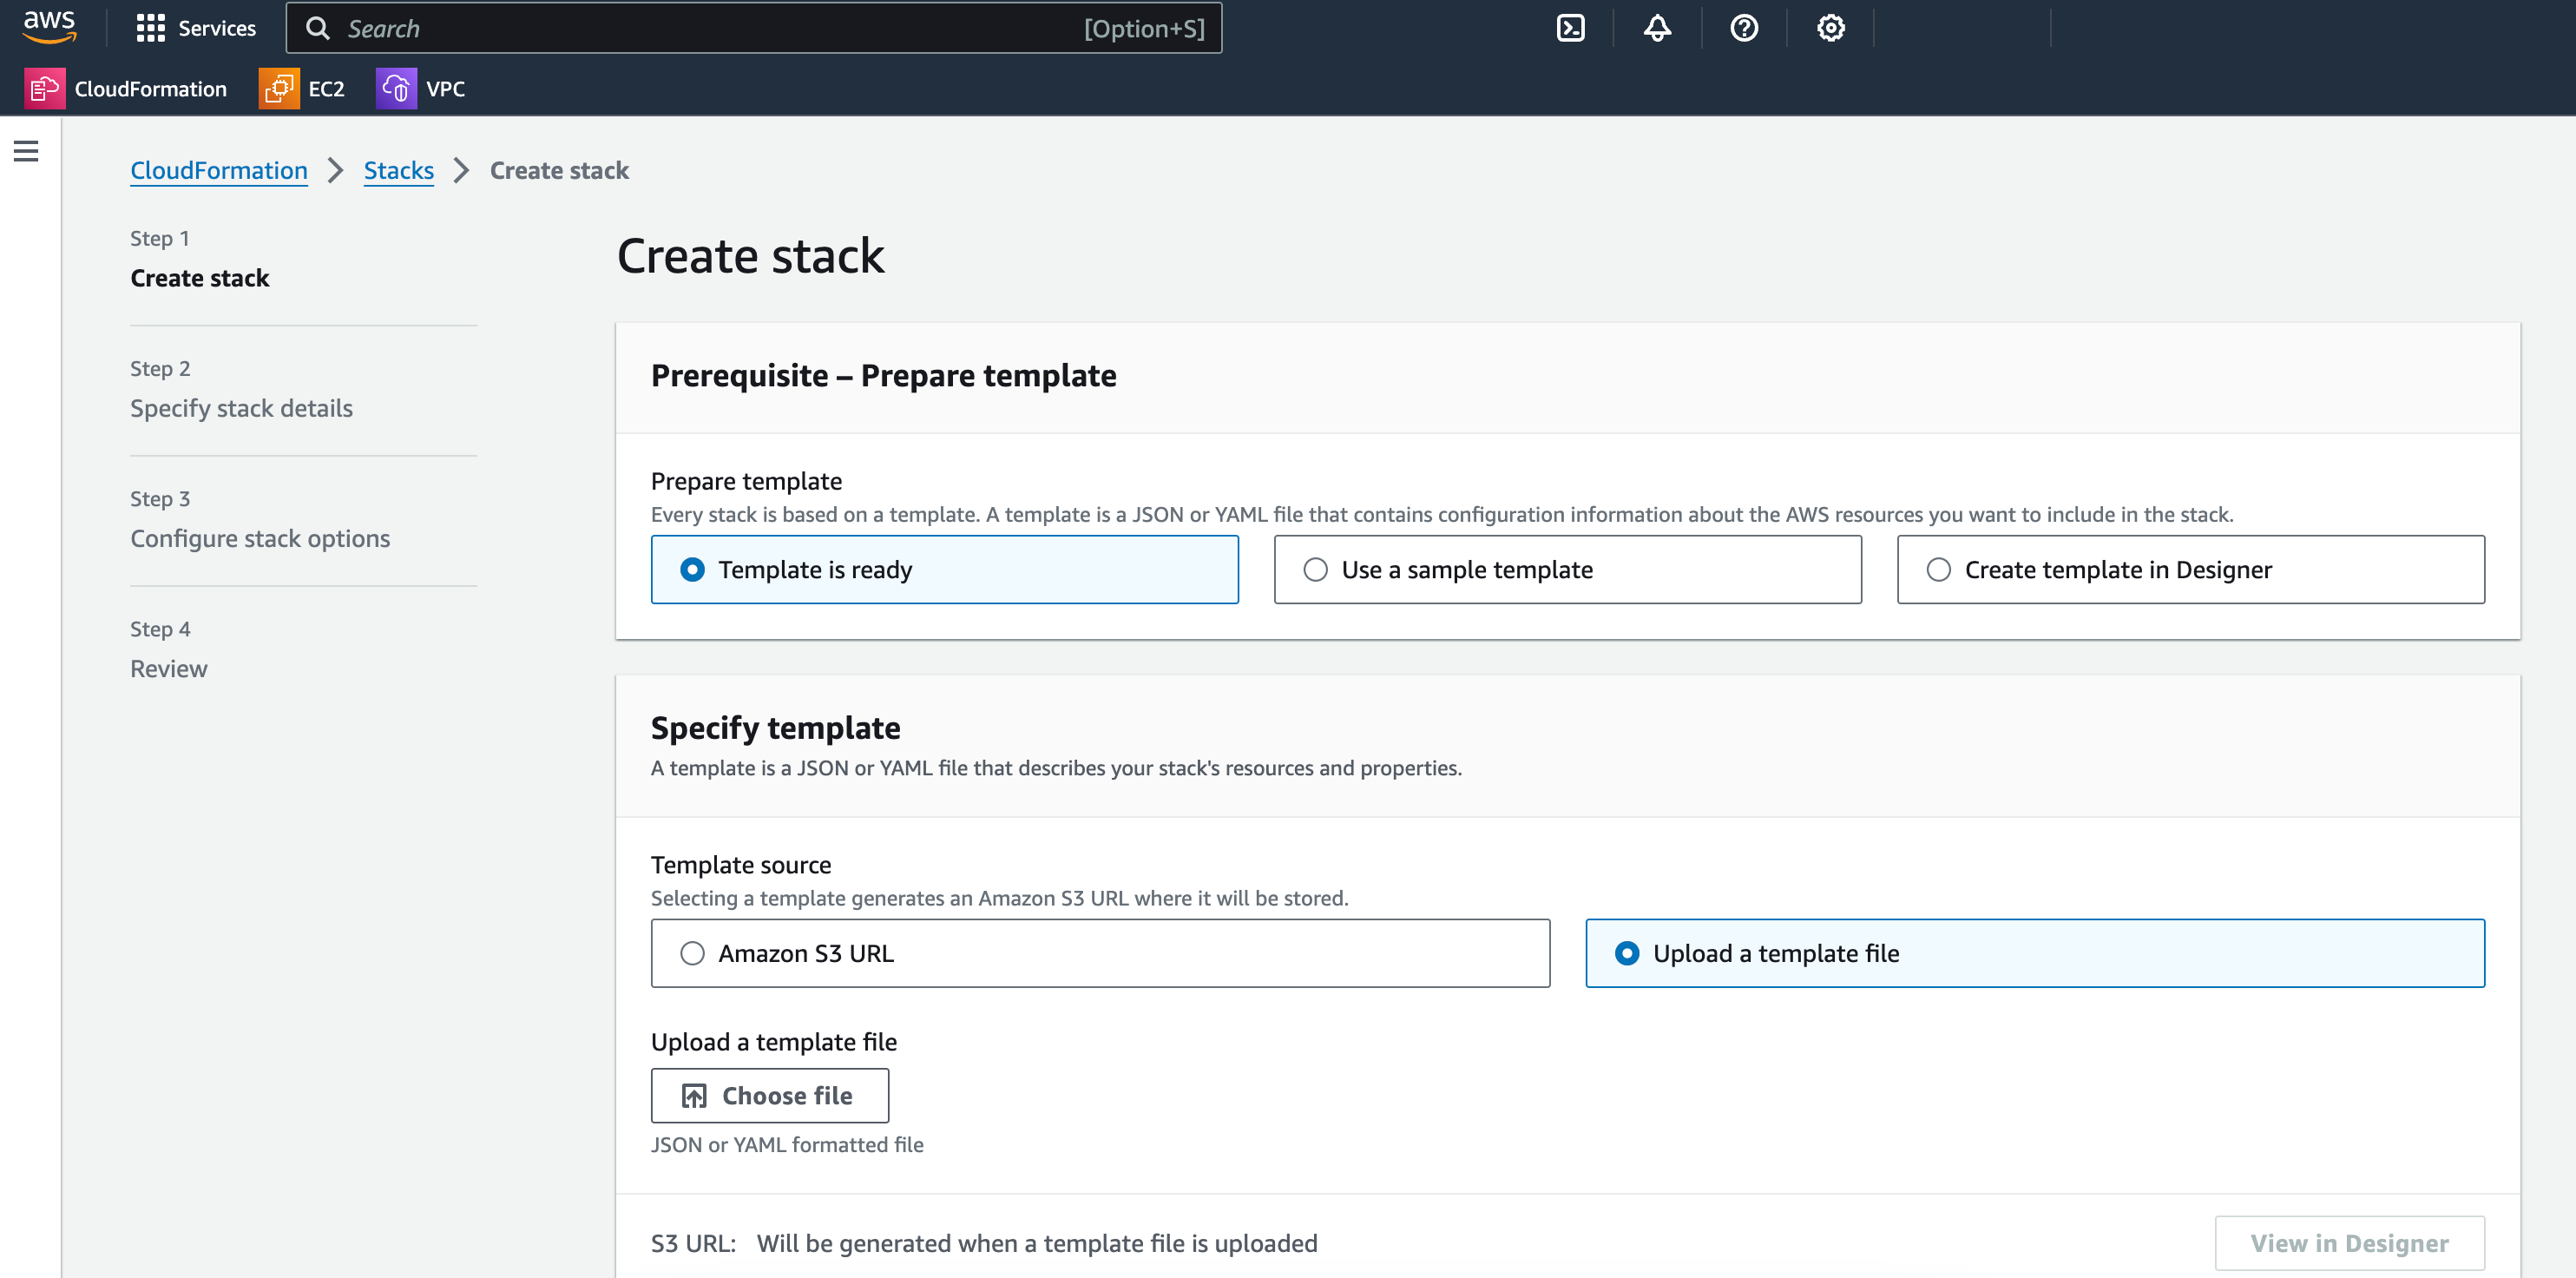 aws
Services
Search
[Option+S]
CloudFormation
EC2
VPC
CloudFormation
Stacks
Create stack
Step 1
Create stack
Step 2
Specify stack details
Step 3
Configure stack options
Step 4
Review
Create stack
Prerequisite – Prepare template
Prepare template
Every stack is based on a template. A template is a JSON or YAML file that contains configuration information about the AWS resources you want to include in the stack.
Template is ready
Use a sample template
Create template in Designer
Specify template
A template is a JSON or YAML file that describes your stack's resources and properties.
Template source
Selecting a template generates an Amazon S3 URL where it will be stored.
Amazon S3 URL
Upload a template file
Upload a template file
Choose file
JSON or YAML formatted file
S3 URL: Will be generated when a template file is uploaded
View in Designer